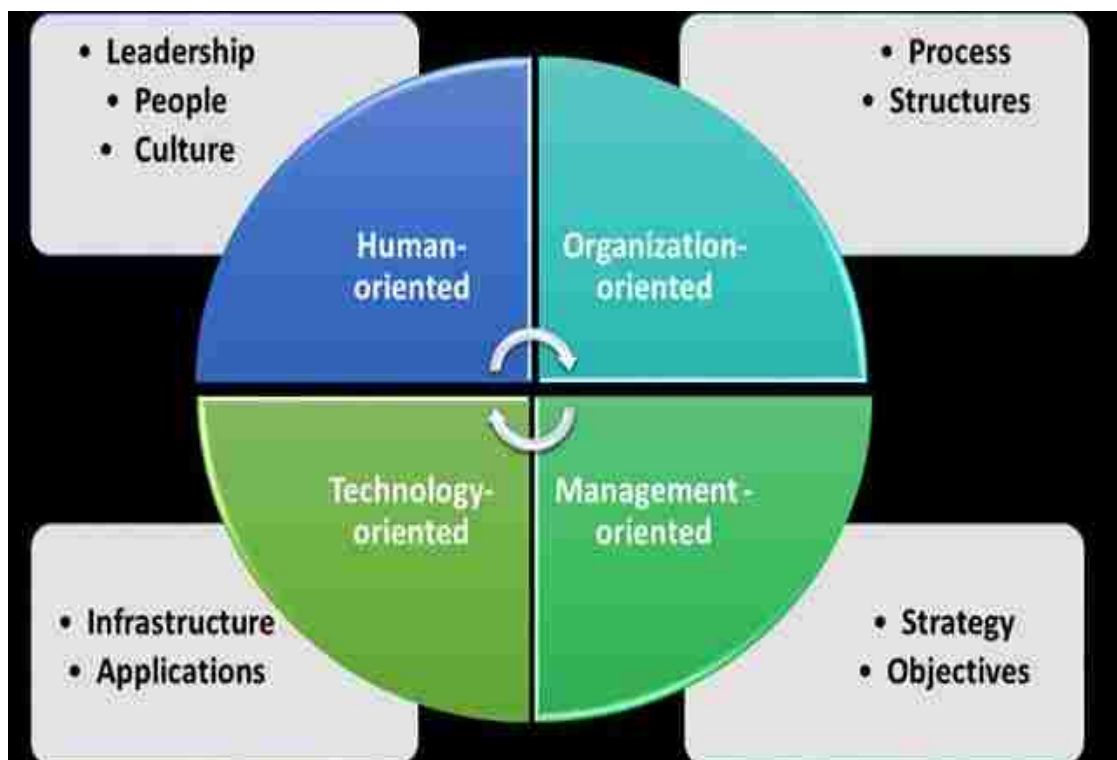 • Leadership
• People
• Culture
• Process
• Structures
Human-
oriented
Organization-
oriented
Technology-
oriented
Management -
oriented
• Infrastructure
• Applications
• Strategy
• Objectives